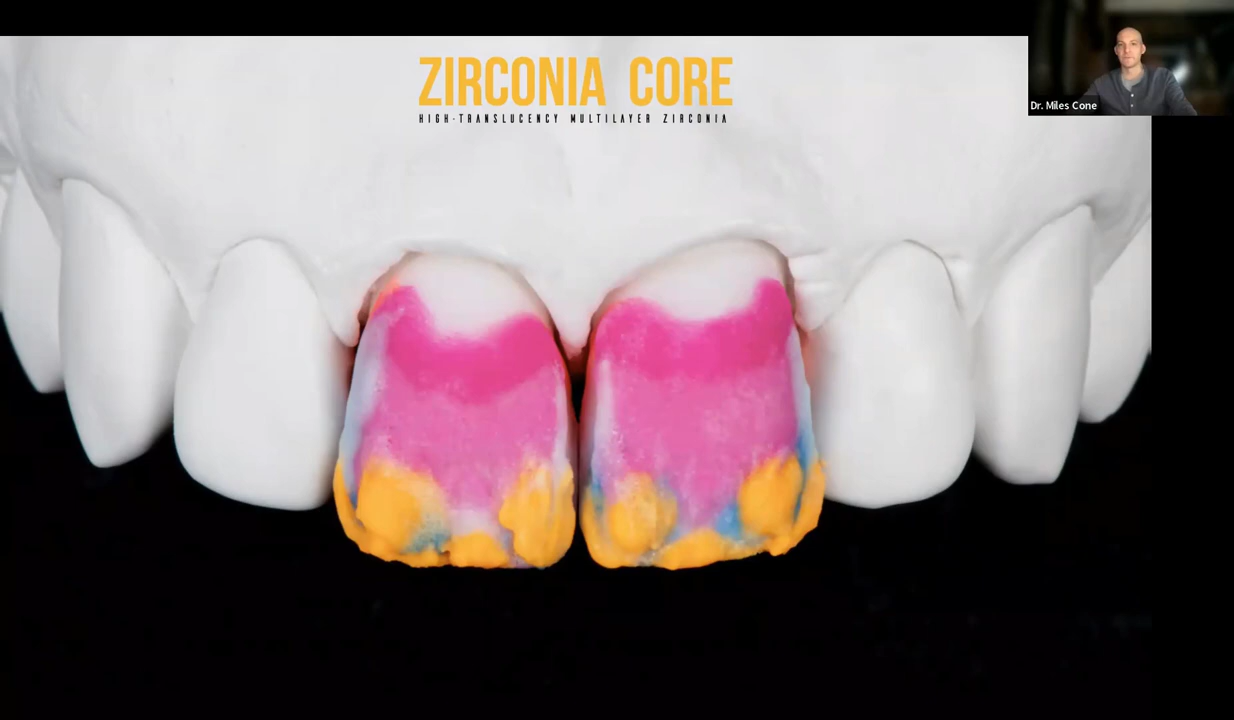 ZIRCONIA CORE
HIGH-TRANSLUCENCY MULTILAYER ZIRCONIA
Dr. Miles Cone